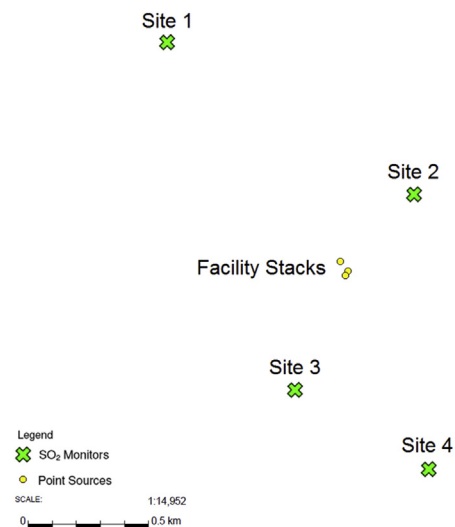 Site 1
Site 2
Facility Stacks
Site 3
Site 4
Legend
SO₂ Monitors
Point Sources
SCALE: 1:14,952
0 0.5 km